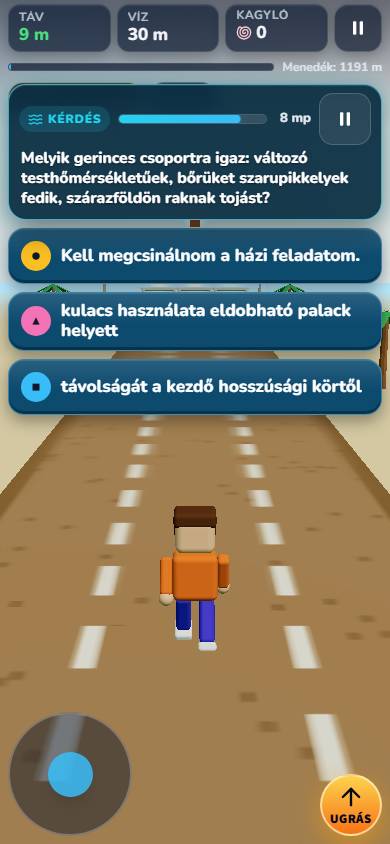 TÁV
9 m
VÍZ
30 m
KAGYLÓ
0
Menedék: 1191 m
KÉRDÉS
8 mp
Melyik gerinces csoportra igaz: változó
testhőmérsékletűek, bőrüket szarupikkelyek
fedik, szárazföldön raknak tojást?
Kell megcsinálnom a házi feladatom.
kulacs használata eldobható palack
helyett
távolságát a kezdő hosszúsági körtől
UGRÁS